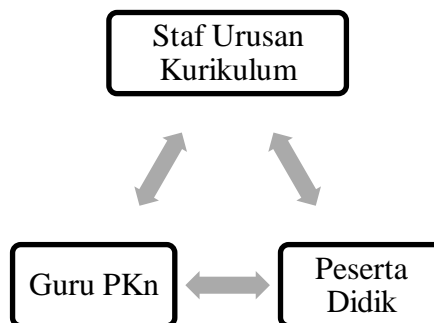 Staf Urusan
Kurikulum
Guru PKn
Peserta
Didik